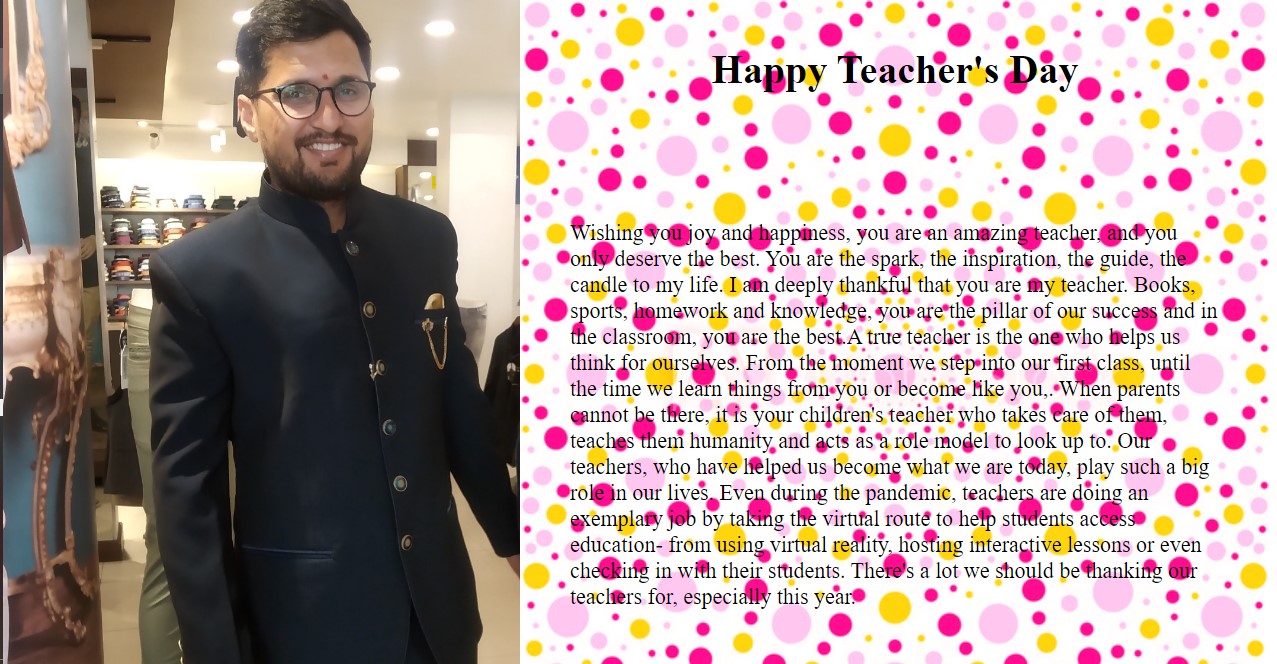 Happy Teacher's Day
Wishing you joy and happiness, you are an amazing teacher, and you
only deserve the best. You are the spark, the inspiration, the guide, the
candle to my life. I am deeply thankful that you are my teacher. Books,
sports, homework and knowledge, you are the pillar of our success and in
the classroom, you are the best.A true teacher is the one who helps us
think for ourselves. From the moment we step into our first class, until
the time we learn things from you or become like you,. When parents
cannot be there, it is your children's teacher who takes care of them,
teaches them humanity and acts as a role model to look up to. Our
teachers, who have helped us become what we are today, play such a big
role in our lives. Even during the pandemic, teachers are doing an
exemplary job by taking the virtual route to help students access
education- from using virtual reality, hosting interactive lessons or even
checking in with their students. There's a lot we should be thanking our
teachers for, especially this year.